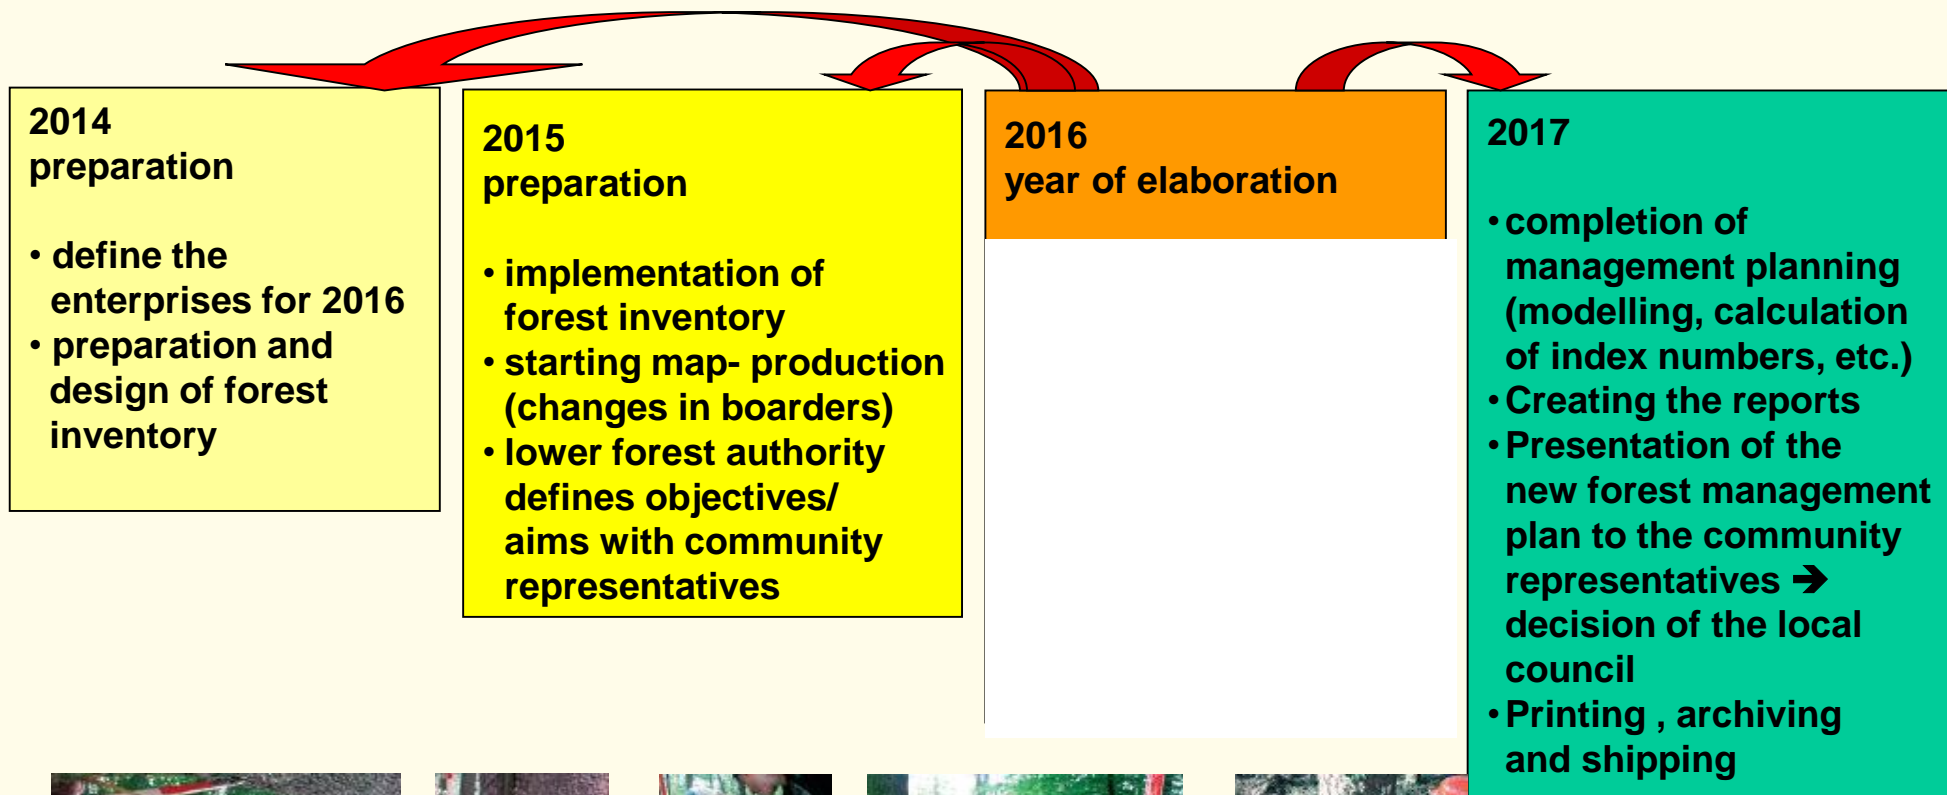 2014
preparation
• define the
enterprises for 2016
• preparation and
design of forest
inventory
2015
preparation
• implementation of
forest inventory
• starting map- production
(changes in boarders)
• lower forest authority
defines objectives/
aims with community
representatives
2016
year of elaboration
2017
• completion of
management planning
(modelling, calculation
of index numbers, etc.)
• Creating the reports
• Presentation of the
new forest management
plan to the community
representatives ➔
decision of the local
council
• Printing , archiving
and shipping